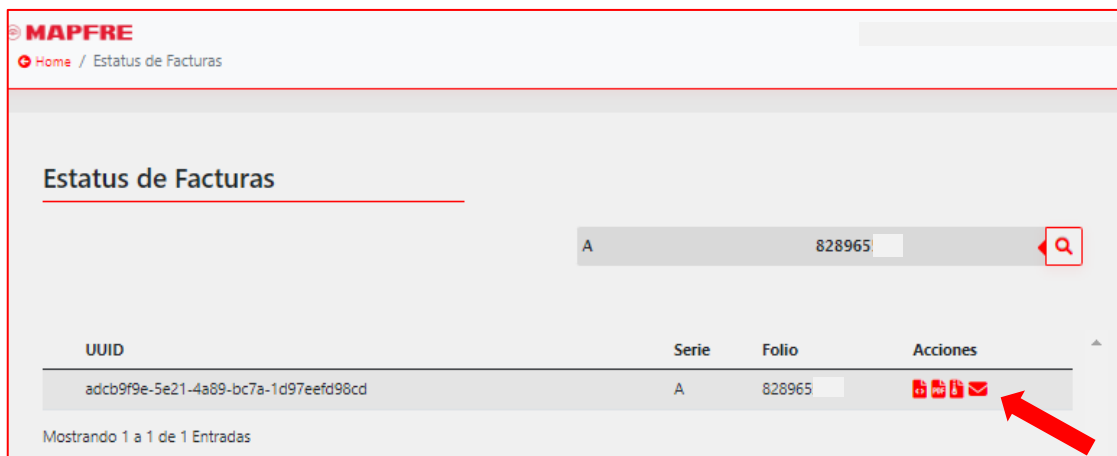 MAPFRE
Home / Estatus de Facturas
Estatus de Facturas
A 828965
UUID Serie Folio Acciones
adcb9f9e-5e21-4a89-bc7a-1d97eefd98cd A 828965
PDF
Mostrando 1 a 1 de 1 Entradas